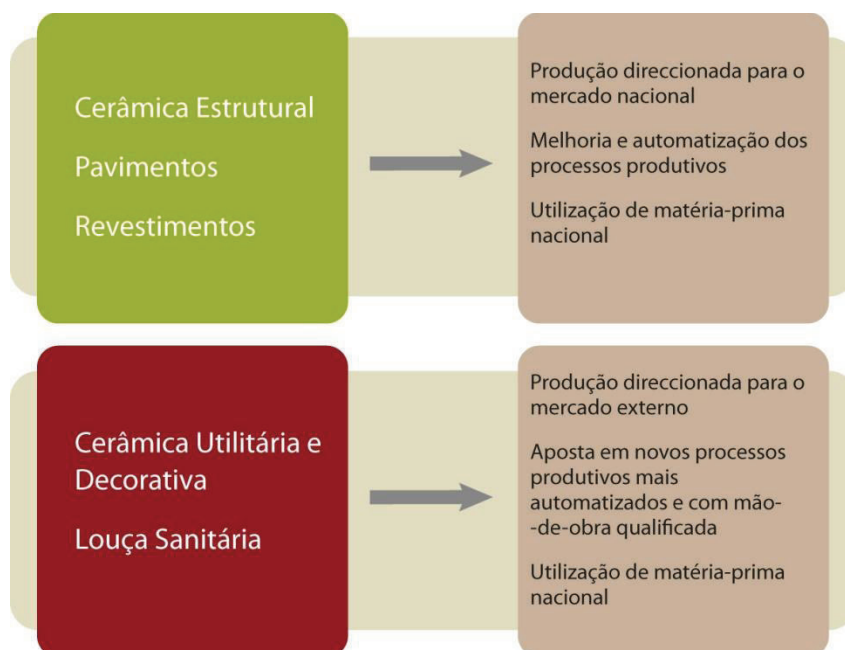 Cerâmica Estrutural
Pavimentos
Revestimentos
Produção direccionada para o
mercado nacional
Melhoria e automatização dos
processos produtivos
Utilização de matéria-prima
nacional
Cerâmica Utilitária e
Decorativa
Louça Sanitária
Produção direccionada para o
mercado externo
Aposta em novos processos
produtivos mais
automatizados e com mão-
-de-obra qualificada
Utilização de matéria-prima
nacional